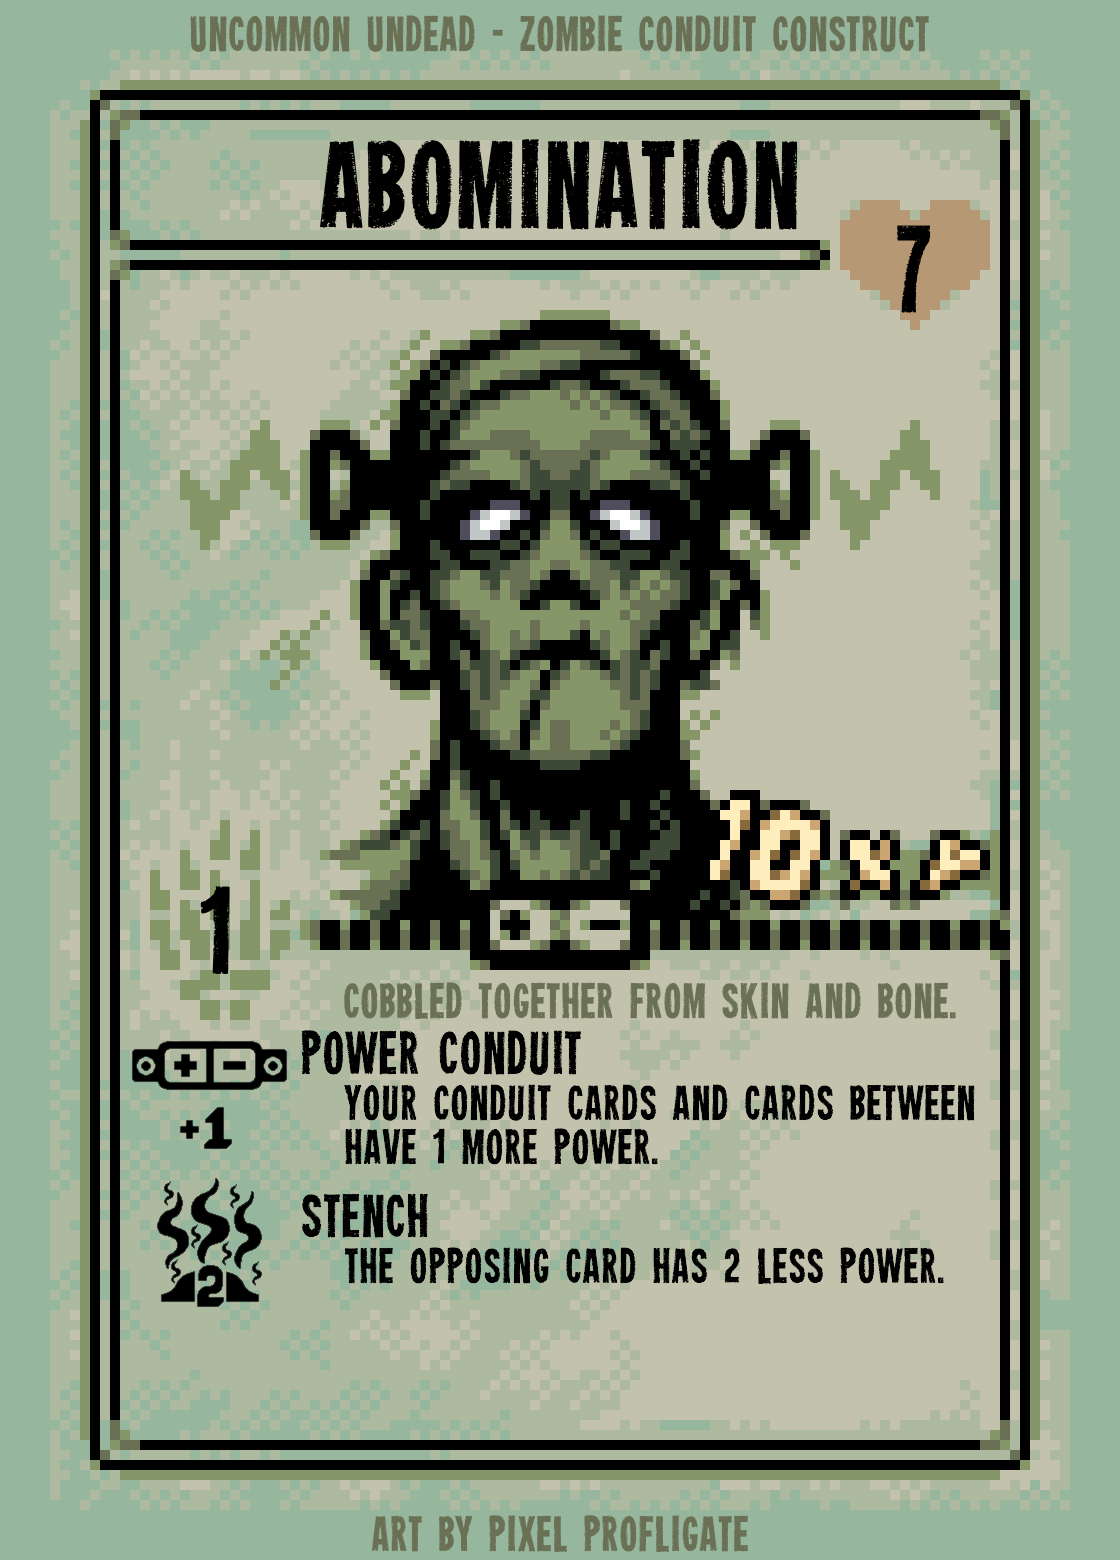 UNCOMMON UNDEAD - ZOMBIE CONDUIT CONSTRUCT
ABOMINATION
7
10 XP
+ -
1
COBBLED TOGETHER FROM SKIN AND BONE.
+ -
POWER CONDUIT
YOUR CONDUIT CARDS AND CARDS BETWEEN
HAVE 1 MORE POWER.
+1
STENCH
THE OPPOSING CARD HAS 2 LESS POWER.
2
ART BY PIXEL PROFLIGATE